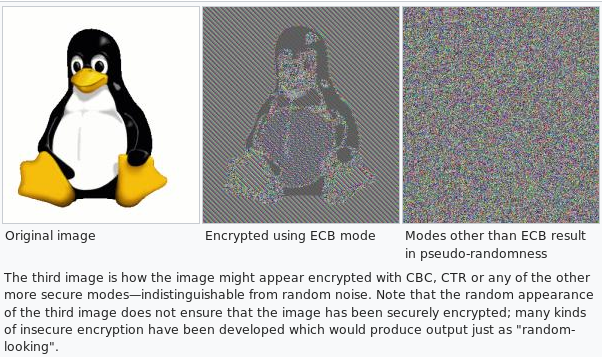 Original image
Encrypted using ECB mode
Modes other than ECB result
in pseudo-randomness
The third image is how the image might appear encrypted with CBC, CTR or any of the other
more secure modes—indistinguishable from random noise. Note that the random appearance
of the third image does not ensure that the image has been securely encrypted; many kinds
of insecure encryption have been developed which would produce output just as "random-
looking".